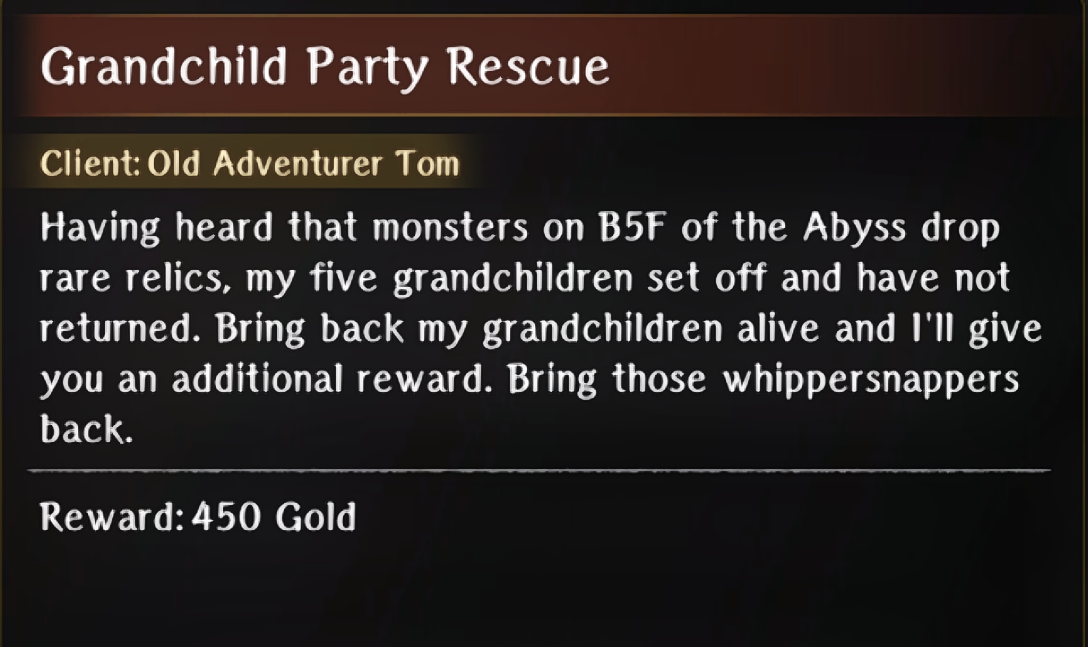 Grandchild Party Rescue
Client: Old Adventurer Tom
Having heard that monsters on B5F of the Abyss drop
rare relics, my five grandchildren set off and have not
returned. Bring back my grandchildren alive and I'll give
you an additional reward. Bring those whippersnappers
back.
Reward: 450 Gold